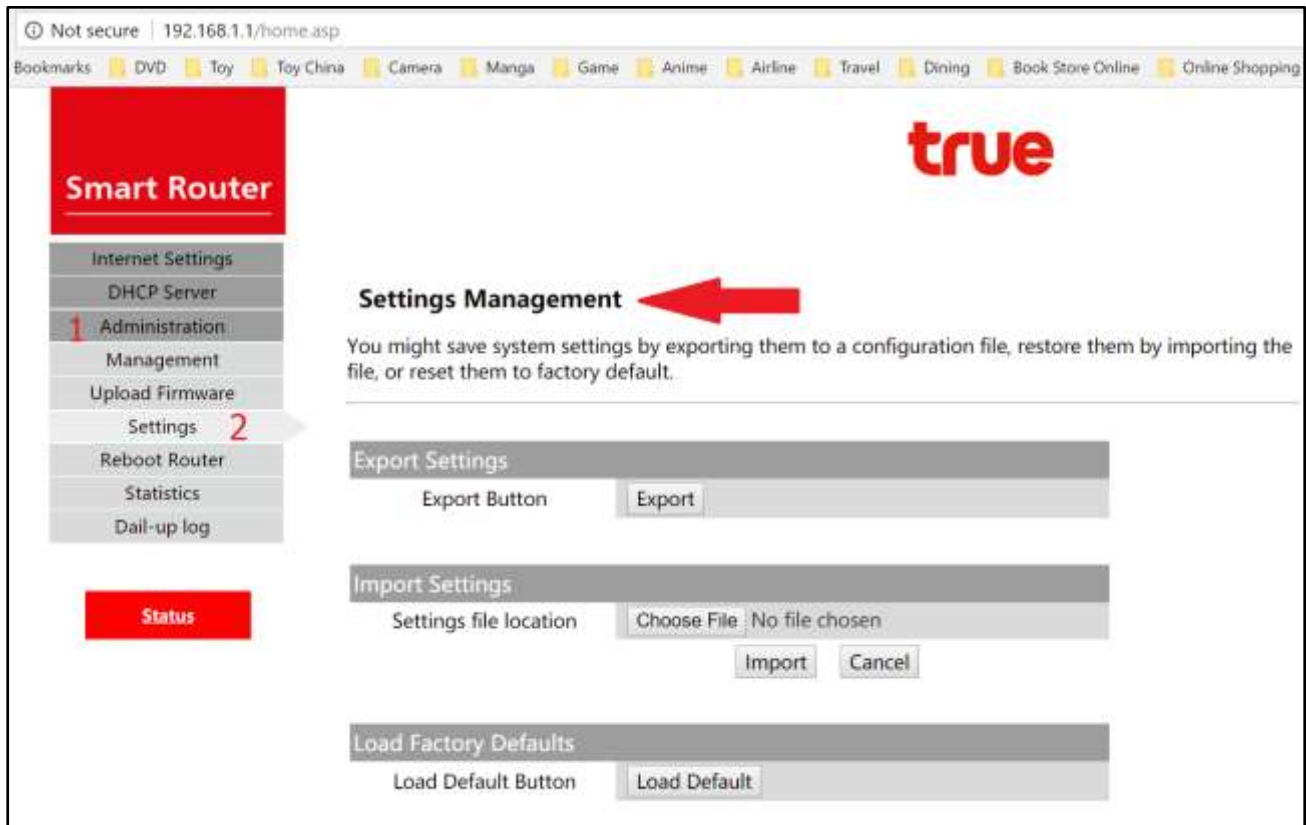 Not secure 192.168.1.1/home.asp
Bookmarks DVD Toy Toy China Camera Manga Game Anime Airline Travel Dining Book Store Online Online Shopping
true
Smart Router
Internet Settings
DHCP Server
1 Administration
Management
Upload Firmware
Settings 2
Reboot Router
Statistics
Dail-up log
Status
Settings Management
You might save system settings by exporting them to a configuration file, restore them by importing the
file, or reset them to factory default.
Export Settings
Export Button Export
Import Settings
Settings file location Choose File No file chosen
Import Cancel
Load Factory Defaults
Load Default Button Load Default